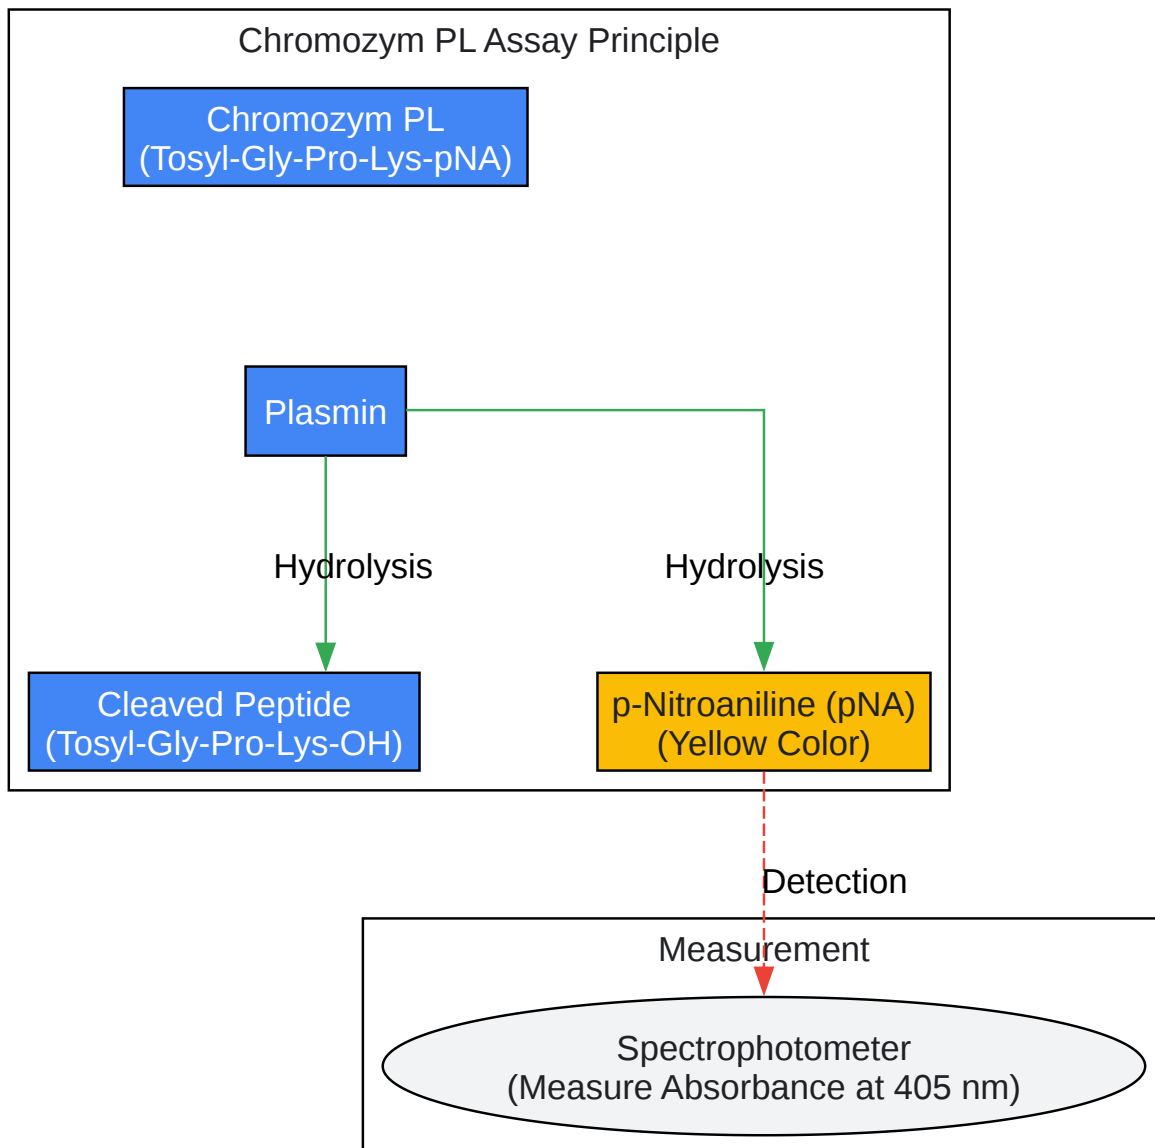 Chromozym PL Assay Principle
Chromozym PL
(Tosyl-Gly-Pro-Lys-pNA)
Plasmin
Hydrolysis
Hydrolysis
Cleaved Peptide
(Tosyl-Gly-Pro-Lys-OH)
p-Nitroaniline (pNA)
(Yellow Color)
Detection
Measurement
Spectrophotometer
(Measure Absorbance at 405 nm)